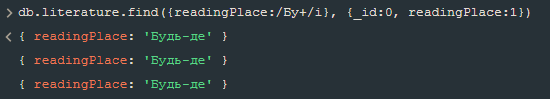 > db.literature.find({readingPlace:/Бу+/i}, {_id:0, readingPlace:1})
< { readingPlace: 'Будь-де' }
{ readingPlace: 'Будь-де' }
{ readingPlace: 'Будь-де' }